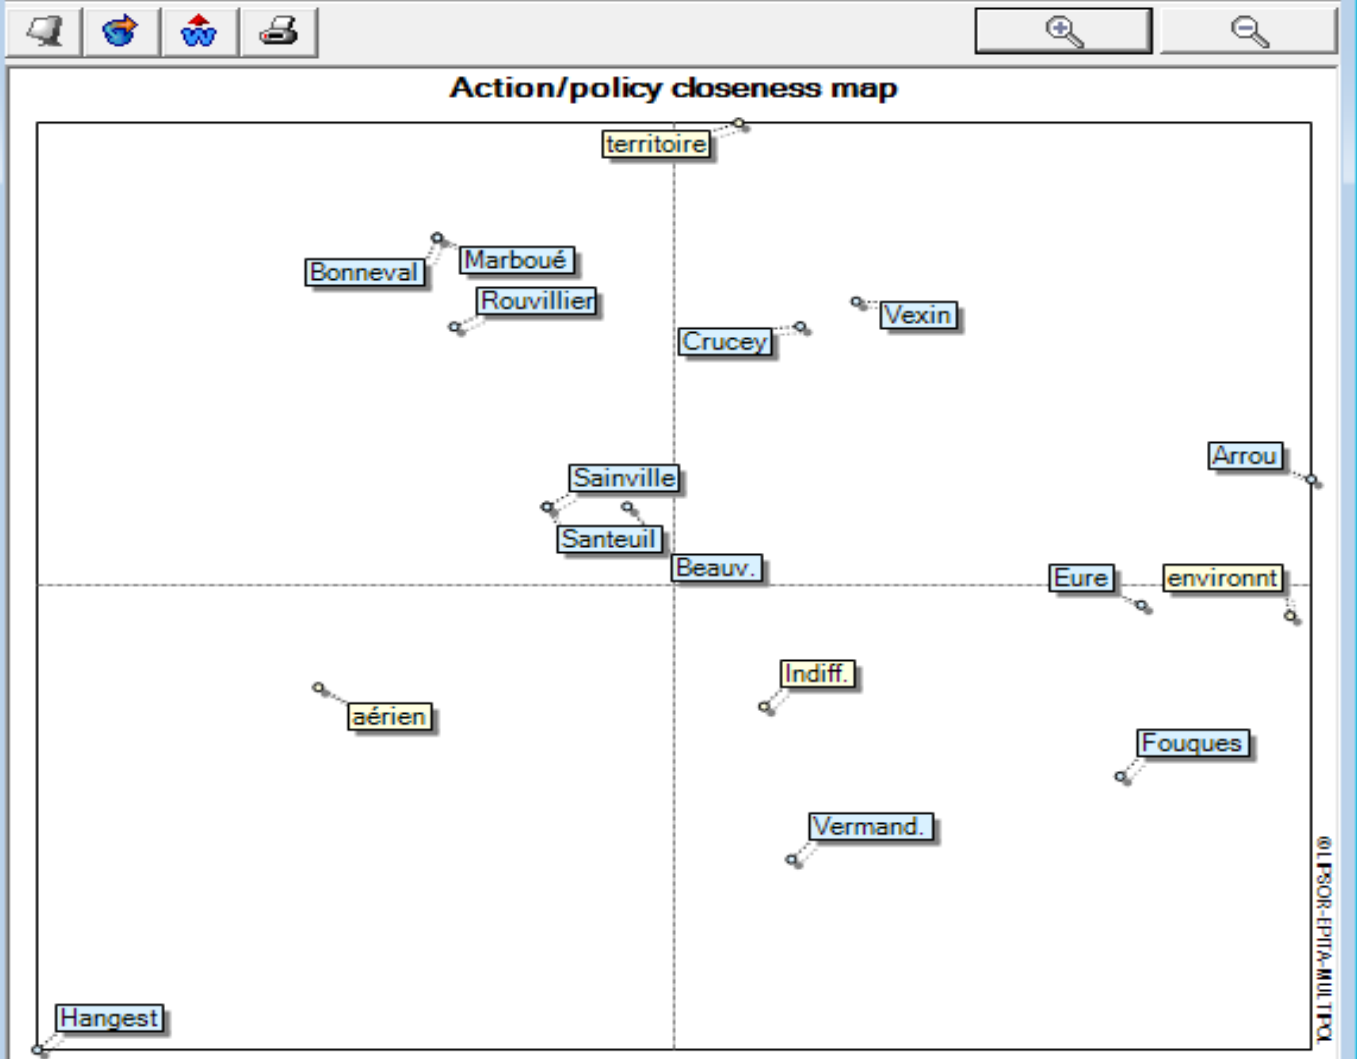 Action/policy closeness map
territoire
Bonneval
Marboué
Rouvillier
Crucey
Vexin
Arrou
Sainville
Santeuil
Beauv.
Eure
environnt
Indiff.
aérien
Fouques
Vermand.
Hangest
©LIPSOR-EPITA-MULTIPOL